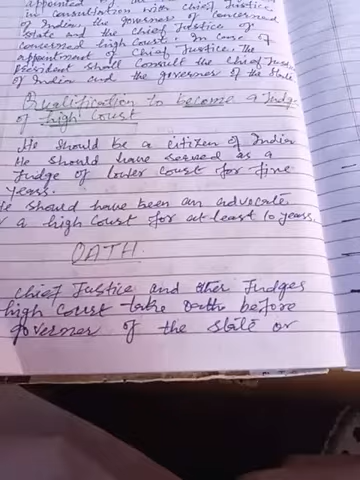 appointed
in consultation with Chief Justice
of India, the governer of concerned
state and the Chief Justice of
concerned high Court. In case of
appointment of Chief Justice, the
President shall consult the Chief Justice
of India and the governer of the State
Qualification to become a Judge
of high Court
He should be a citizen of India
He should have served as a
Judge of lower Court for five
years.
He should have been an advocate
a high Court for at least 10 years.
OATH
Chief Justice and other Judges
high Court take Oath before
governer of the state or